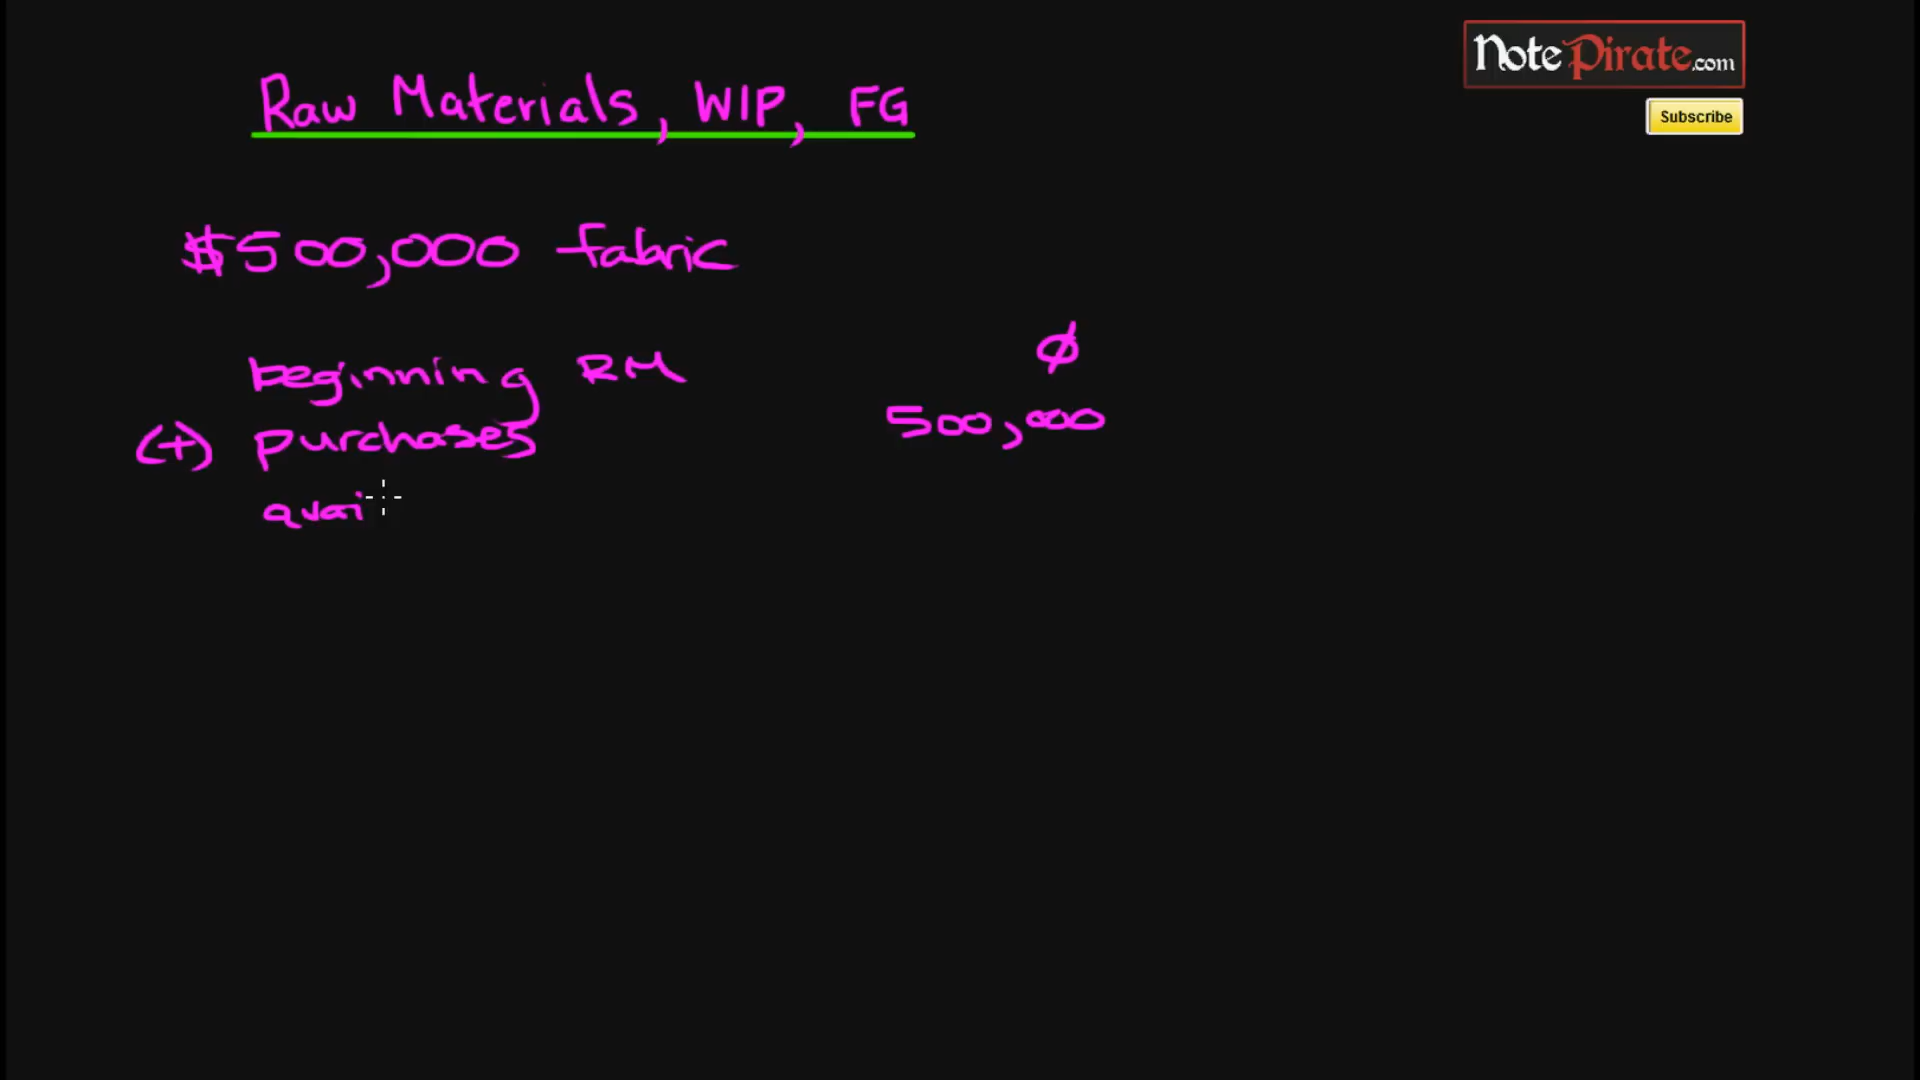 NotePirate.com
Subscribe
Raw Materials, WIP, FG
$500,000 fabric
beginning RM ∅
(+) purchases 500,000
avai